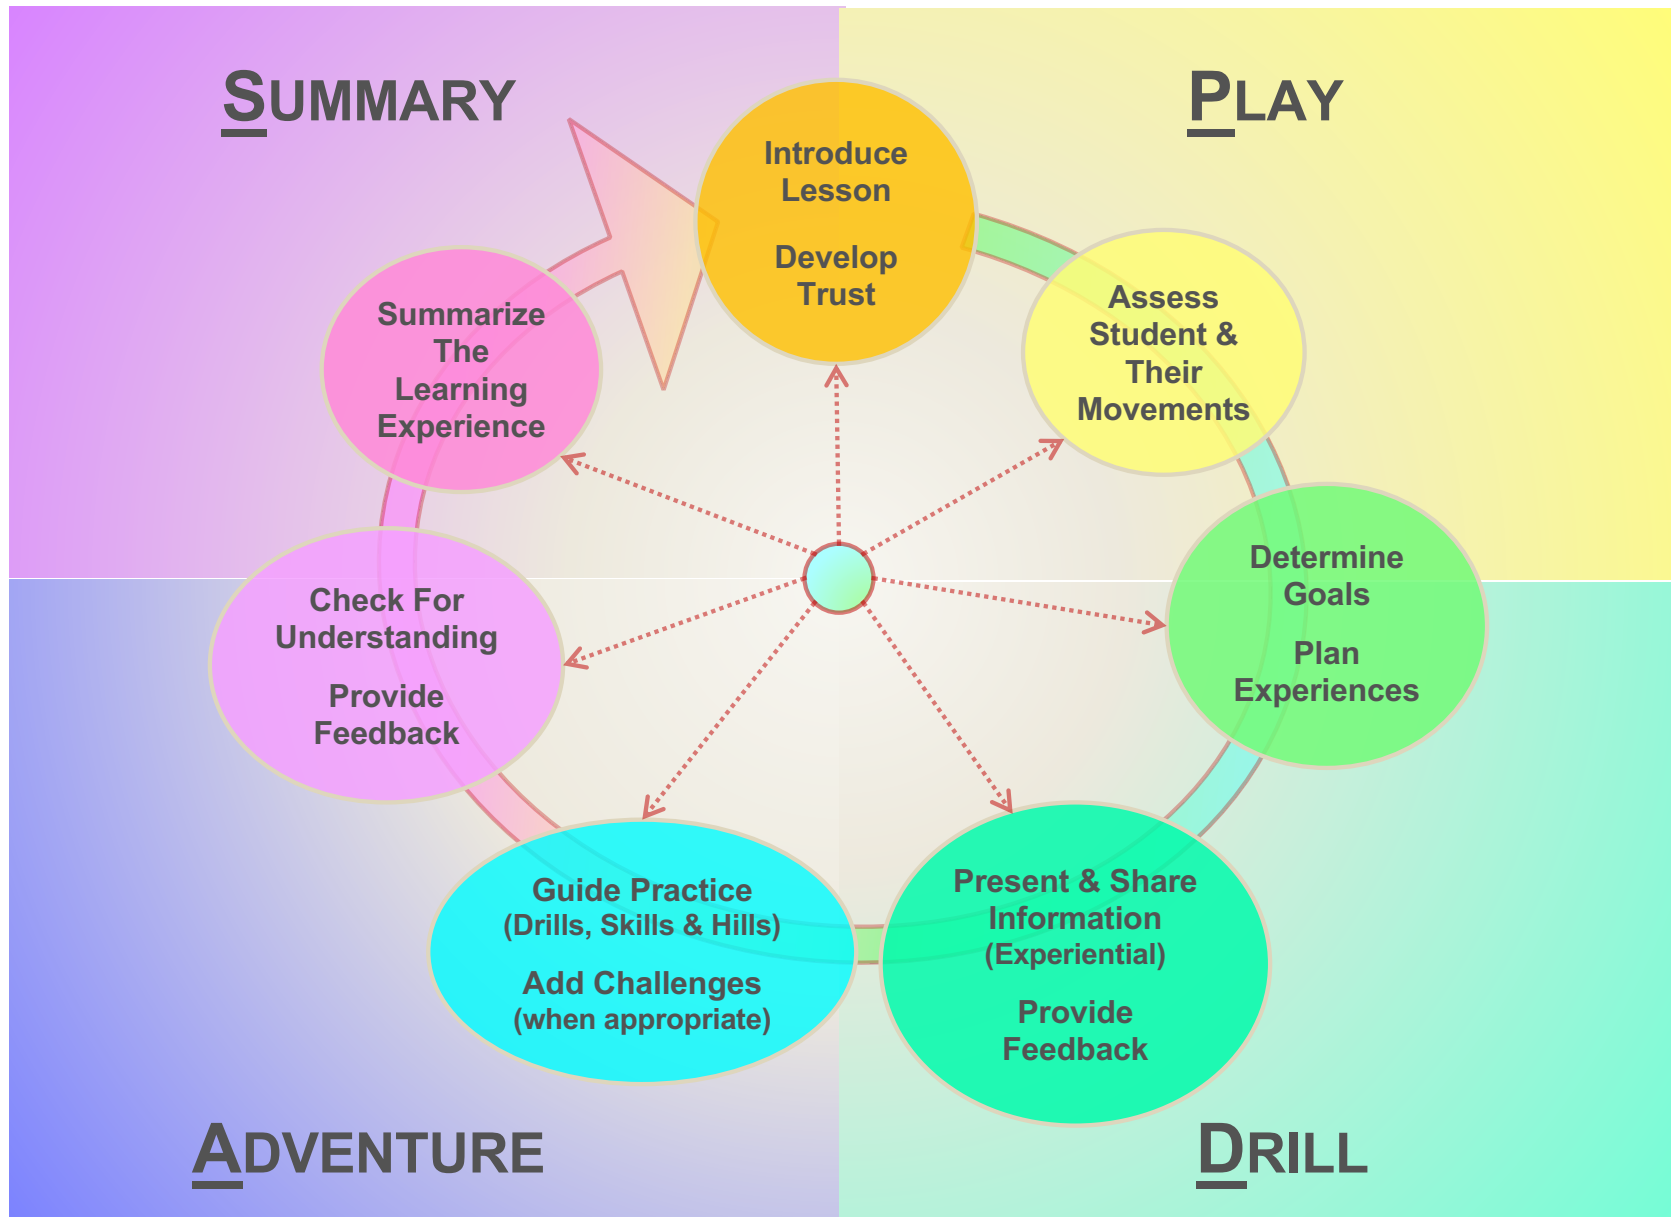 SUMMARY
PLAY
Introduce
Lesson
Develop
Trust
Assess
Student &
Their
Movements
Determine
Goals
Plan
Experiences
Present & Share
Information
(Experiential)
Provide
Feedback
Guide Practice
(Drills, Skills & Hills)
Add Challenges
(when appropriate)
Check For
Understanding
Provide
Feedback
Summarize
The
Learning
Experience
ADVENTURE
DRILL